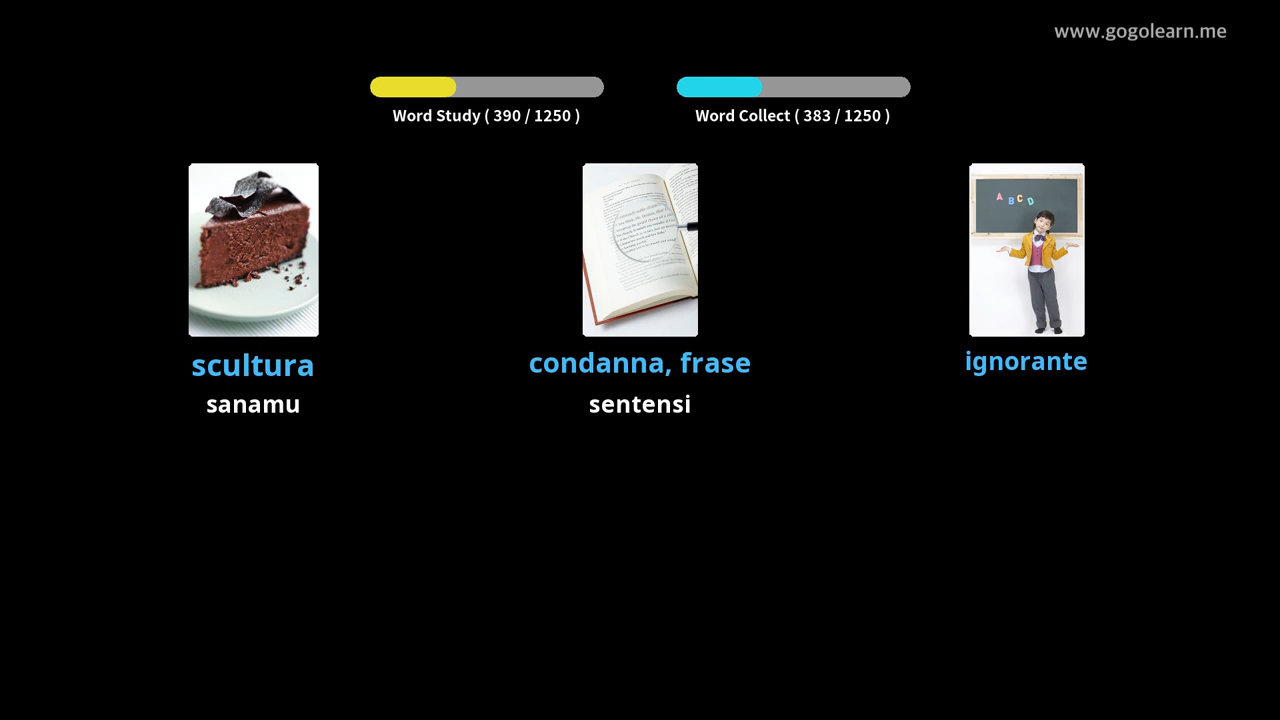 www.gogolearn.me
Word Study ( 390 / 1250 )
Word Collect ( 383 / 1250 )
A B C D
scultura
condanna, frase
ignorante
sanamu
sentensi